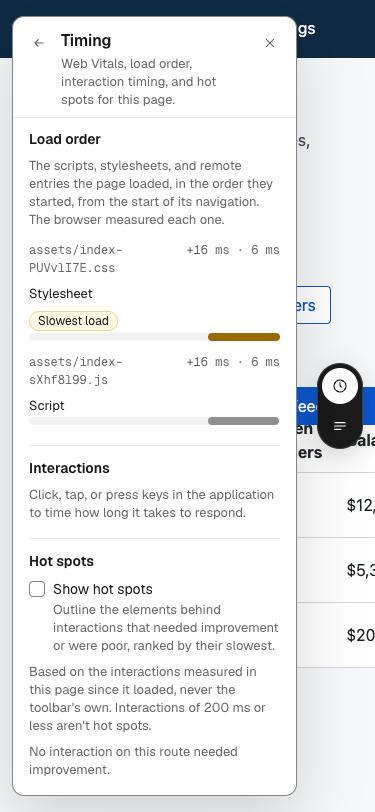 Timing
Web Vitals, load order,
interaction timing, and hot
spots for this page.
Load order
The scripts, stylesheets, and remote
entries the page loaded, in the order they
started, from the start of its navigation.
The browser measured each one.
assets/index- +16 ms · 6 ms
PUVvlI7E.css
Stylesheet
Slowest load
assets/index- +16 ms · 6 ms
sXhf8l99.js
Script
Interactions
Click, tap, or press keys in the application
to time how long it takes to respond.
Hot spots
Show hot spots
Outline the elements behind
interactions that needed improvement
or were poor, ranked by their slowest.
Based on the interactions measured in
this page since it loaded, never the
toolbar's own. Interactions of 200 ms or
less aren't hot spots.
No interaction on this route needed
improvement.
gs
s,
ers
$12,
$5,3
$20